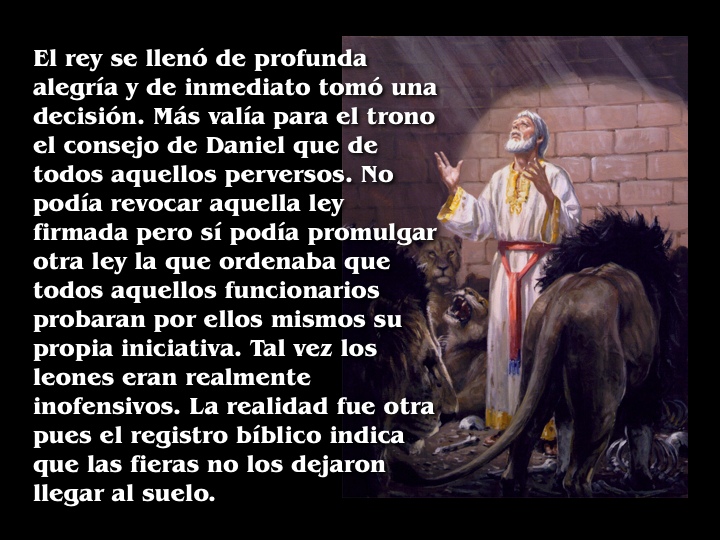 El rey se llenó de profunda
alegría y de inmediato tomó una
decisión. Más valía para el trono
el consejo de Daniel que de
todos aquellos perversos. No
podía revocar aquella ley
firmada pero sí podía promulgar
otra ley la que ordenaba que
todos aquellos funcionarios
probaran por ellos mismos su
propia iniciativa. Tal vez los
leones eran realmente
inofensivos. La realidad fue otra
pues el registro bíblico indica
que las fieras no los dejaron
llegar al suelo.